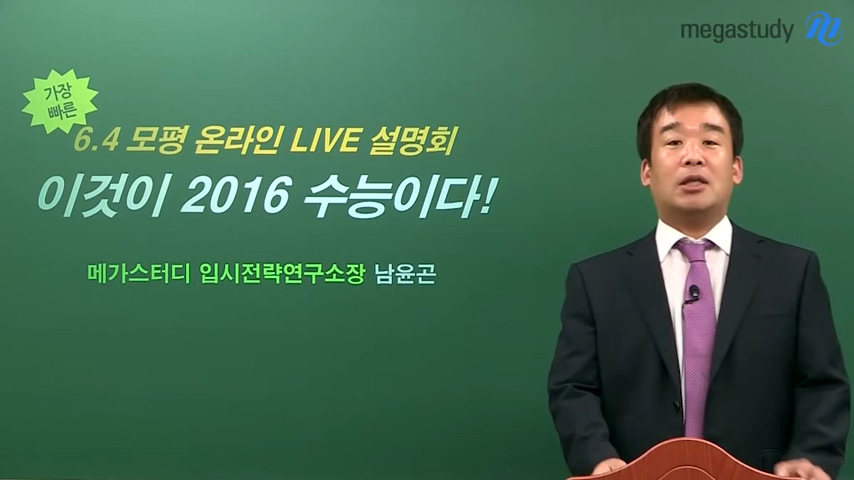 megastudy
가장
빠른
6.4 모평 온라인 LIVE 설명회
이것이 2016 수능이다!
메가스터디 입시전략연구소장 남윤곤